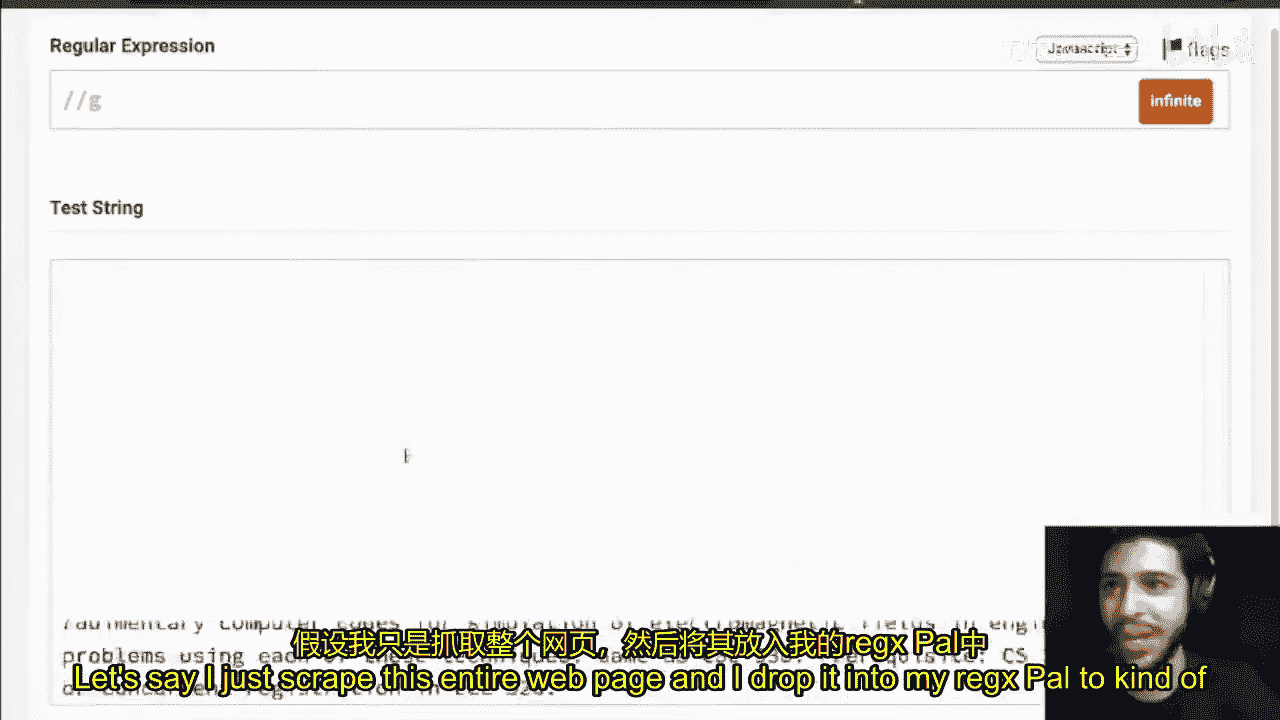 Regular Expression
Javascript
flags
//g
infinite
Test String
problems using
假设我只是抓取整个网页，然后将其放入我的regx Pal中
Let's say I just scrape this entire web page and I drop it into my regx Pal to kind of